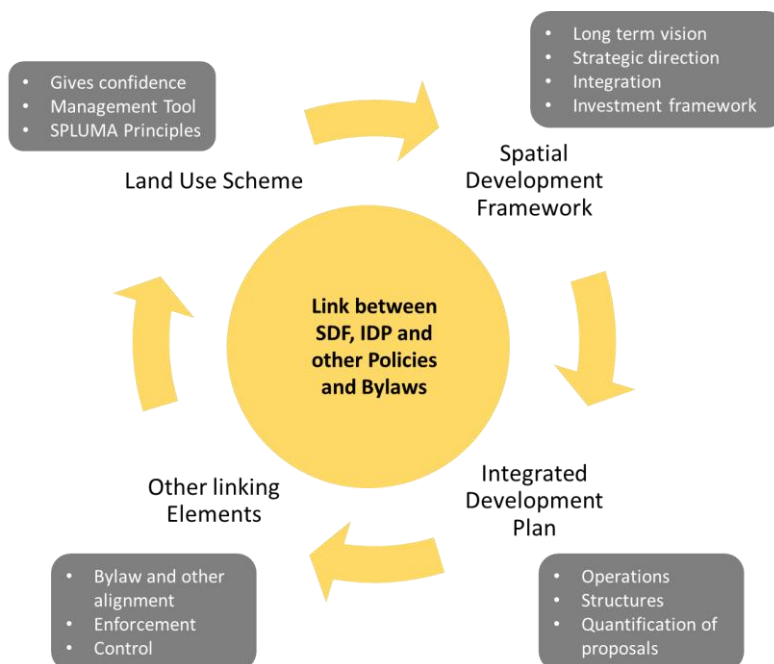 • Long term vision
• Strategic direction
• Integration
• Investment framework
• Gives confidence
• Management Tool
• SPLUMA Principles
Land Use Scheme
Spatial
Development
Framework
Link between
SDF, IDP and
other Policies
and Bylaws
Other linking
Elements
Integrated
Development
Plan
• Bylaw and other
alignment
• Enforcement
• Control
• Operations
• Structures
• Quantification of
proposals